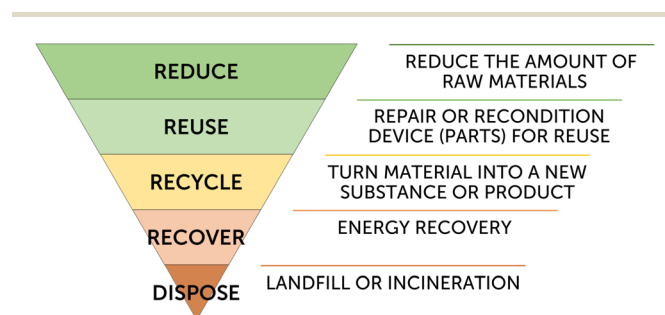 REDUCE
REDUCE THE AMOUNT OF
RAW MATERIALS
REUSE
REPAIR OR RECONDITION
DEVICE (PARTS) FOR REUSE
RECYCLE
TURN MATERIAL INTO A NEW
SUBSTANCE OR PRODUCT
RECOVER
ENERGY RECOVERY
DISPOSE
LANDFILL OR INCINERATION